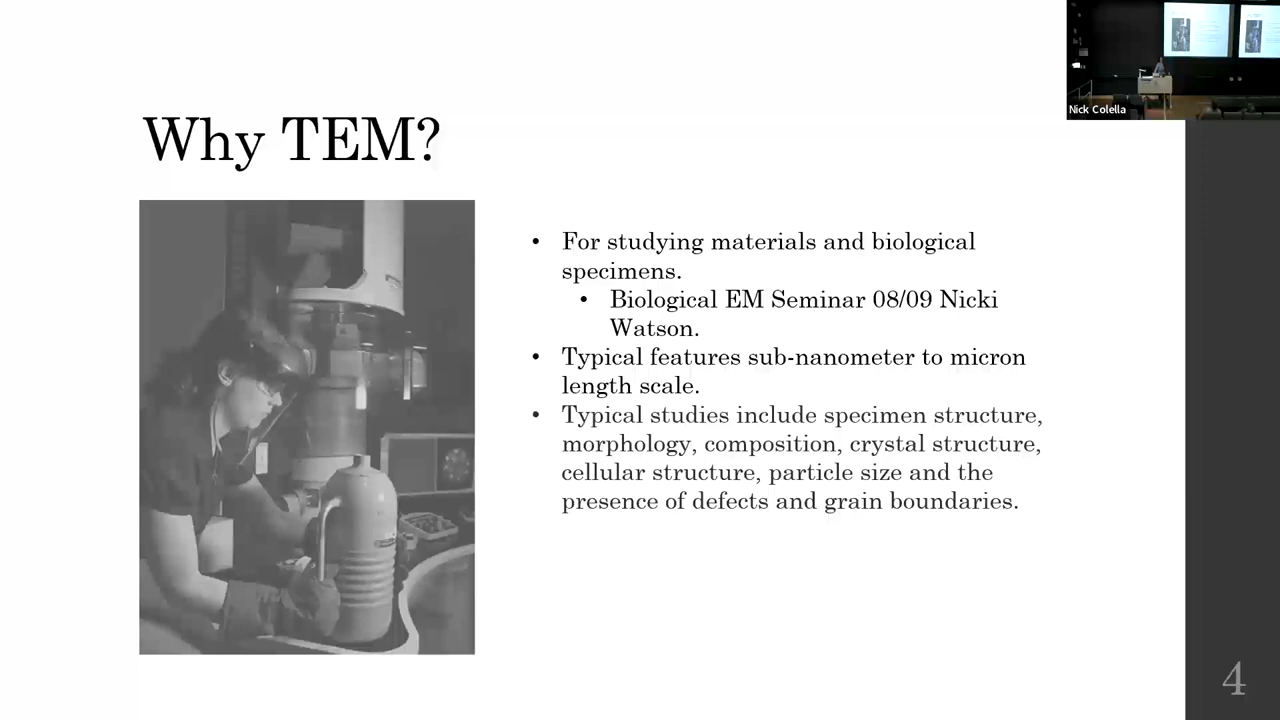 Nick Colella
Why TEM?
• For studying materials and biological
specimens.
• Biological EM Seminar 08/09 Nicki
Watson.
• Typical features sub-nanometer to micron
length scale.
• Typical studies include specimen structure,
morphology, composition, crystal structure,
cellular structure, particle size and the
presence of defects and grain boundaries.
4